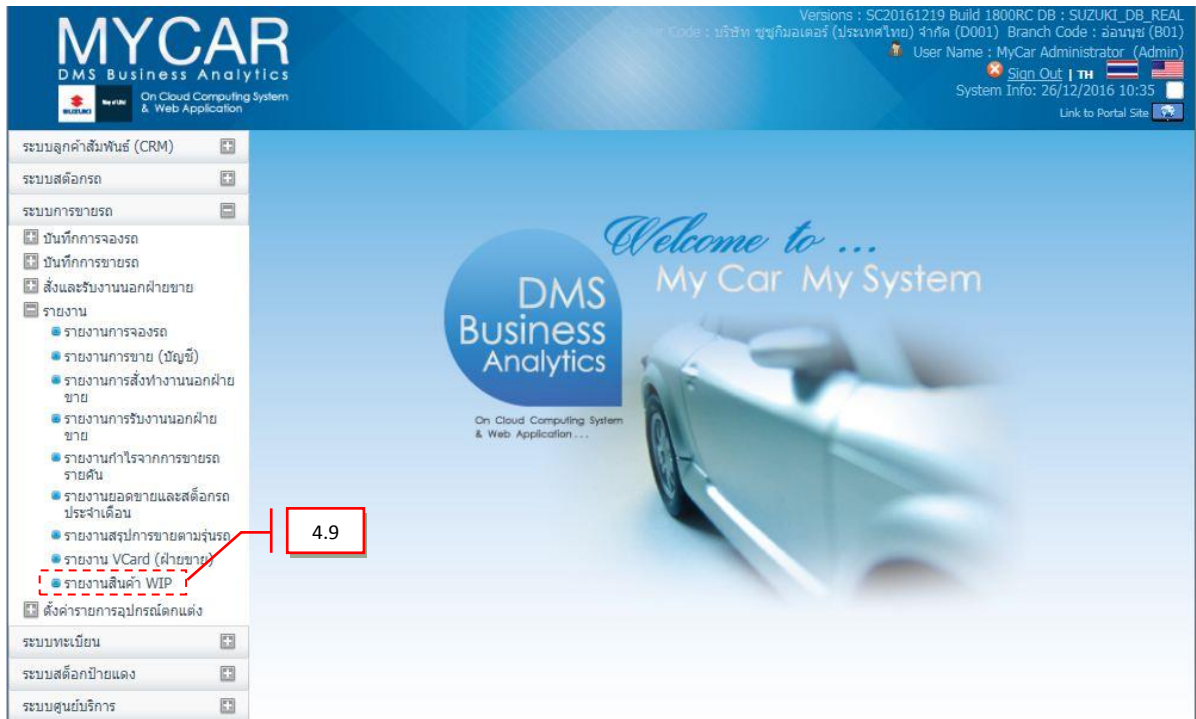 MYCAR
DMS Business Analytics
SUZUKI Way of Life!
On Cloud Computing System
& Web Application
Versions : SC20161219 Build 1800RC DB : SUZUKI_DB_REAL
Code : บริษัท ซูซูกิมอเตอร์ (ประเทศไทย) จำกัด (D001) Branch Code : อ่อนนุช (B01)
User Name : MyCar Administrator (Admin)
Sign Out | TH
System Info: 26/12/2016 10:35
Link to Portal Site
ระบบลูกค้าสัมพันธ์ (CRM)
ระบบสต๊อกรถ
ระบบการขายรถ
บันทึกการจองรถ
บันทึกการขายรถ
สั่งและรับงานนอกฝ่ายขาย
รายงาน
รายงานการจองรถ
รายงานการขาย (บัญชี)
รายงานการสั่งทำงานนอกฝ่าย
ขาย
รายงานการรับงานนอกฝ่าย
ขาย
รายงานกำไรจากการขายรถ
รายคัน
รายงานยอดขายและสต็อกรถ
ประจำเดือน
รายงานสรุปการขายตามรุ่นรถ
รายงาน VCard (ฝ่ายขาย)
รายงานสินค้า WIP
ตั้งค่ารายการอุปกรณ์ตกแต่ง
ระบบทะเบียน
ระบบสต็อกป้ายแดง
ระบบศูนย์บริการ
4.9
Welcome to ...
My Car My System
DMS
Business
Analytics
On Cloud Computing System
& Web Application . . .